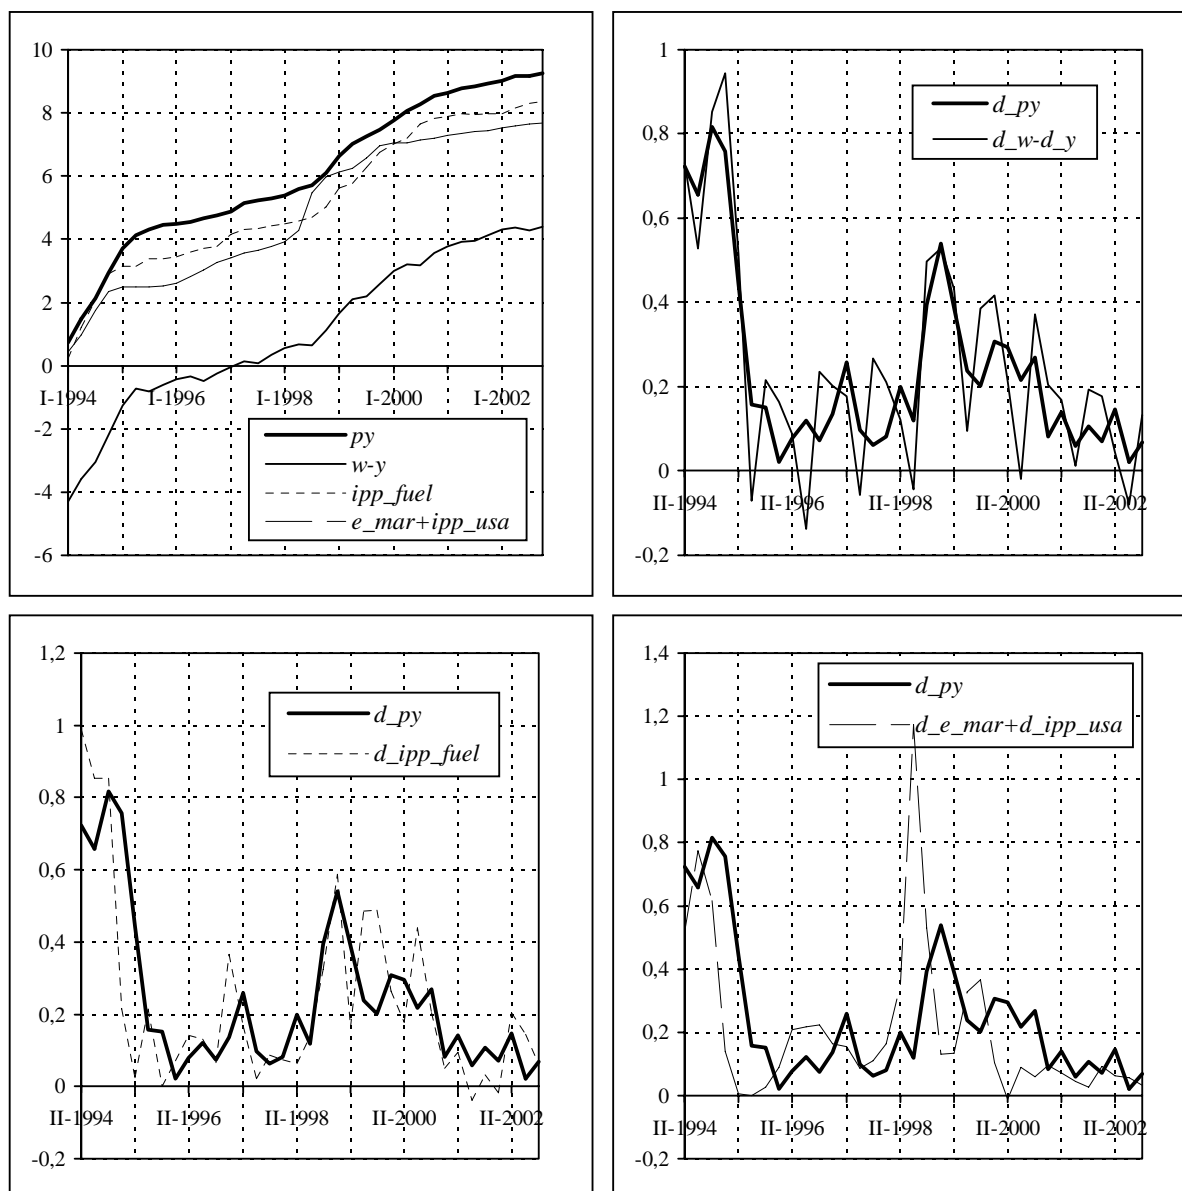 10
8
6
4
2
0
I-1994 I-1996 I-1998 I-2000 I-2002
-2
-4
-6
py
w-y
ipp_fuel
e_mar+ipp_usa
1
0,8
0,6
0,4
0,2
0
II-1994 II-1996 II-1998 II-2000 II-2002
-0,2
d_py
d_w-d_y
1,2
1
0,8
0,6
0,4
0,2
0
II-1994 II-1996 II-1998 II-2000 II-2002
-0,2
d_py
d_ipp_fuel
1,4
1,2
1
0,8
0,6
0,4
0,2
0
II-1994 II-1996 II-1998 II-2000 II-2002
-0,2
d_py
d_e_mar+d_ipp_usa